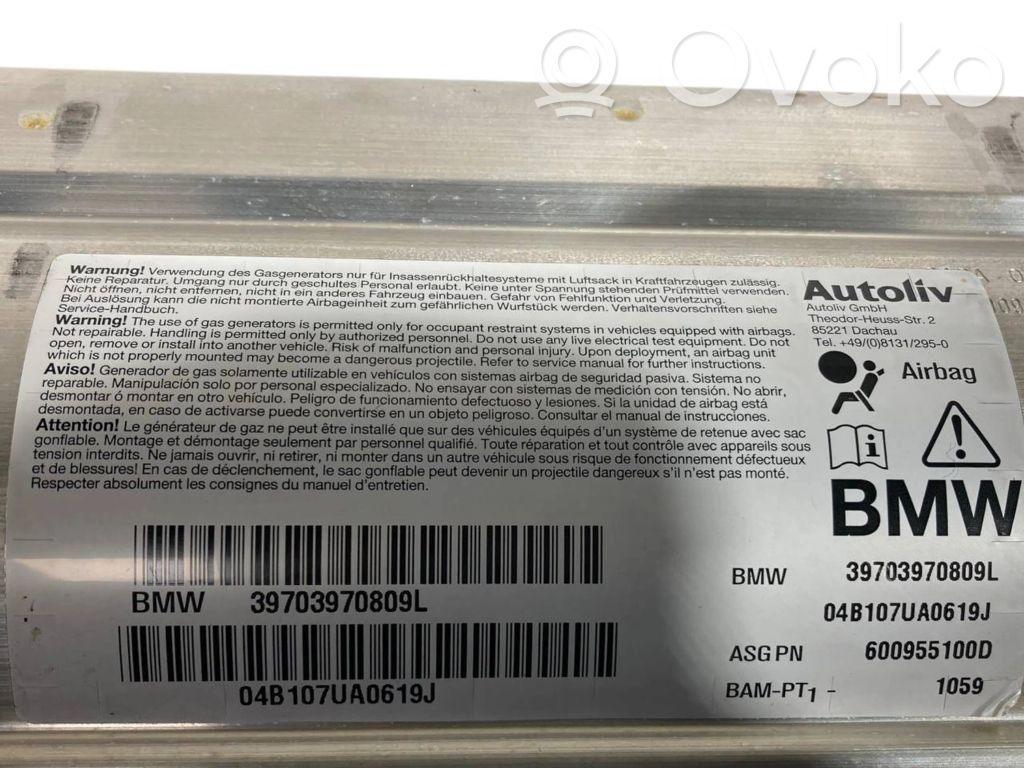 Ovoko
Warnung! Verwendung des Gasgenerators nur für Insassenrückhaltesysteme mit Luftsack in Kraftfahrzeugen zulässig.
Keine Reparatur. Umgang nur durch geschultes Personal erlaubt. Keine unter Spannung stehenden Prüfmittel verwenden.
Nicht öffnen, nicht entfernen, nicht in ein anderes Fahrzeug einbauen. Gefahr von Fehlfunktion und Verletzung.
Bei Auslösung kann die nicht montierte Airbageinheit zum gefährlichen Wurfstück werden. Verhaltensvorschriften siehe
Service-Handbuch.
Warning! The use of gas generators is permitted only for occupant restraint systems in vehicles equipped with airbags.
Not repairable. Handling is permitted only by authorized personnel. Do not use any live electrical test equipment. Do not
open, remove or install into another vehicle. Risk of malfunction and personal injury. Upon deployment, an airbag unit
which is not properly mounted may become a dangerous projectile. Refer to service manual for further instructions.
Aviso! Generador de gas solamente utilizable en vehículos con sistemas airbag de seguridad pasiva. Sistema no
reparable. Manipulación solo por personal especializado. No ensayar con sistemas de medición con tensión. No abrir,
desmontar ó montar en otro vehículo. Peligro de funcionamiento defectuoso y lesiones. Si la unidad de airbag está
desmontada, en caso de activarse puede convertirse en un objeto peligroso. Consultar el manual de instrucciones.
Attention! Le générateur de gaz ne peut être installé que sur des véhicules équipés d'un système de retenue avec sac
gonflable. Montage et démontage seulement par personnel qualifié. Toute réparation et tout contrôle avec appareils sous
tension interdits. Ne jamais ouvrir, ni retirer, ni monter dans un autre véhicule sous risque de fonctionnement défectueux
et de blessures! En cas de déclenchement, le sac gonflable peut devenir un projectile dangereux s'il n'est pas monté.
Respecter absolument les consignes du manuel d'entretien.
Autoliv
Autoliv GmbH
Theodor-Heuss-Str. 2
85221 Dachau
Tel. +49/(0)8131/295-0
Airbag
BMW
BMW 39703970809L
04B107UA0619J
BMW 39703970809L
04B107UA0619J
ASG PN 600955100D
BAM-PT1 - 1059